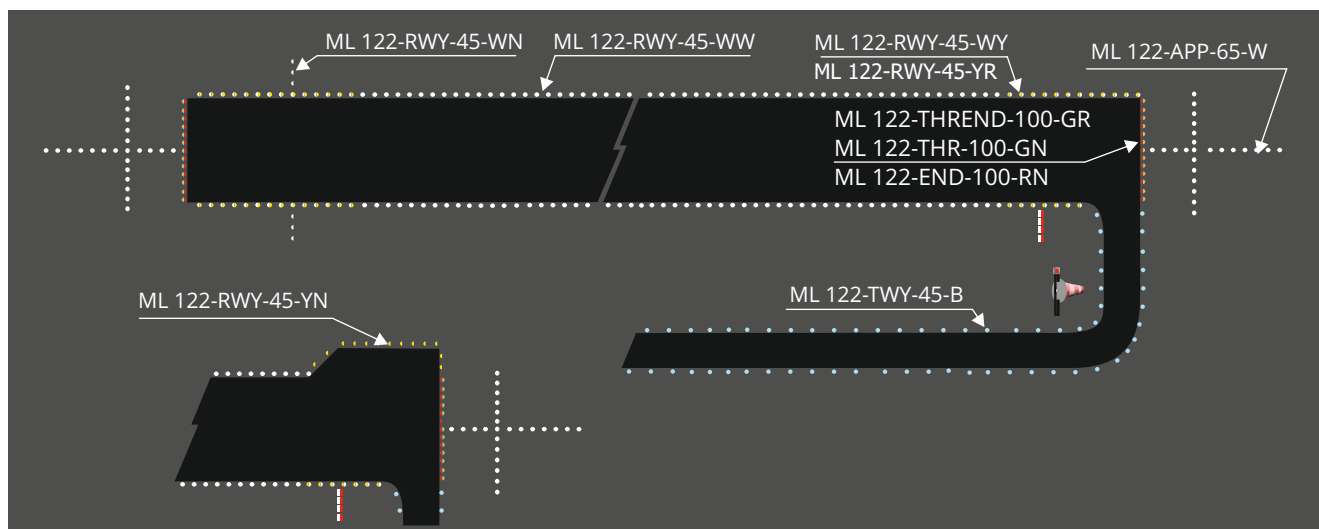 ML 122-RWY-45-WN
ML 122-RWY-45-WW
ML 122-RWY-45-WY
ML 122-RWY-45-YR
ML 122-APP-65-W
ML 122-THREND-100-GR
ML 122-THR-100-GN
ML 122-END-100-RN
ML 122-RWY-45-YN
ML 122-TWY-45-B